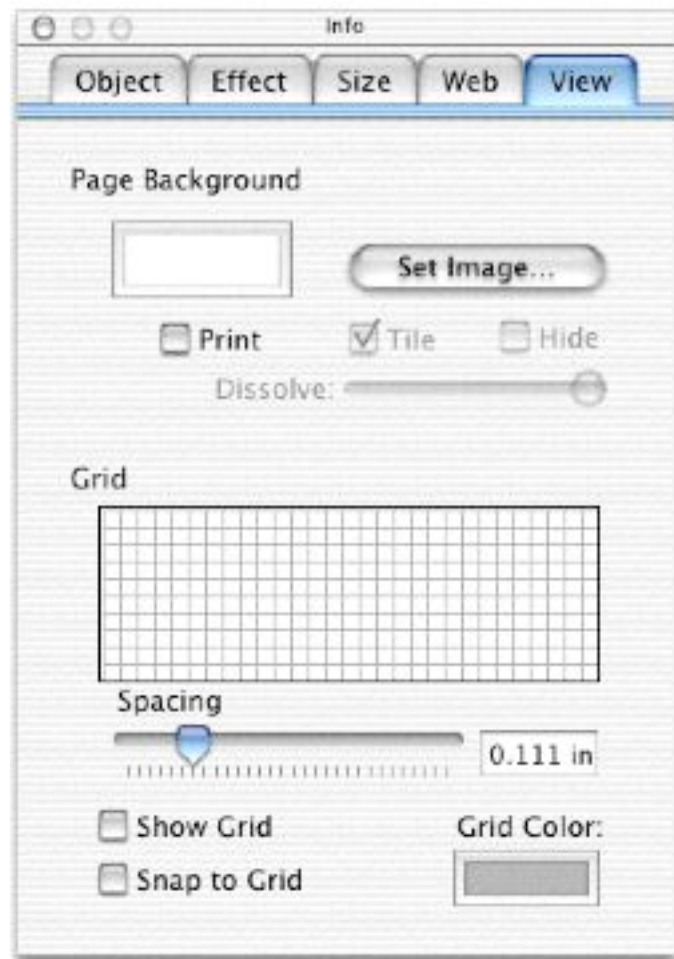 Info
Object Effect Size Web View
Page Background
Set Image...
Print Tile Hide
Dissolve:
Grid
Spacing
0.111 in
Show Grid Grid Color:
Snap to Grid